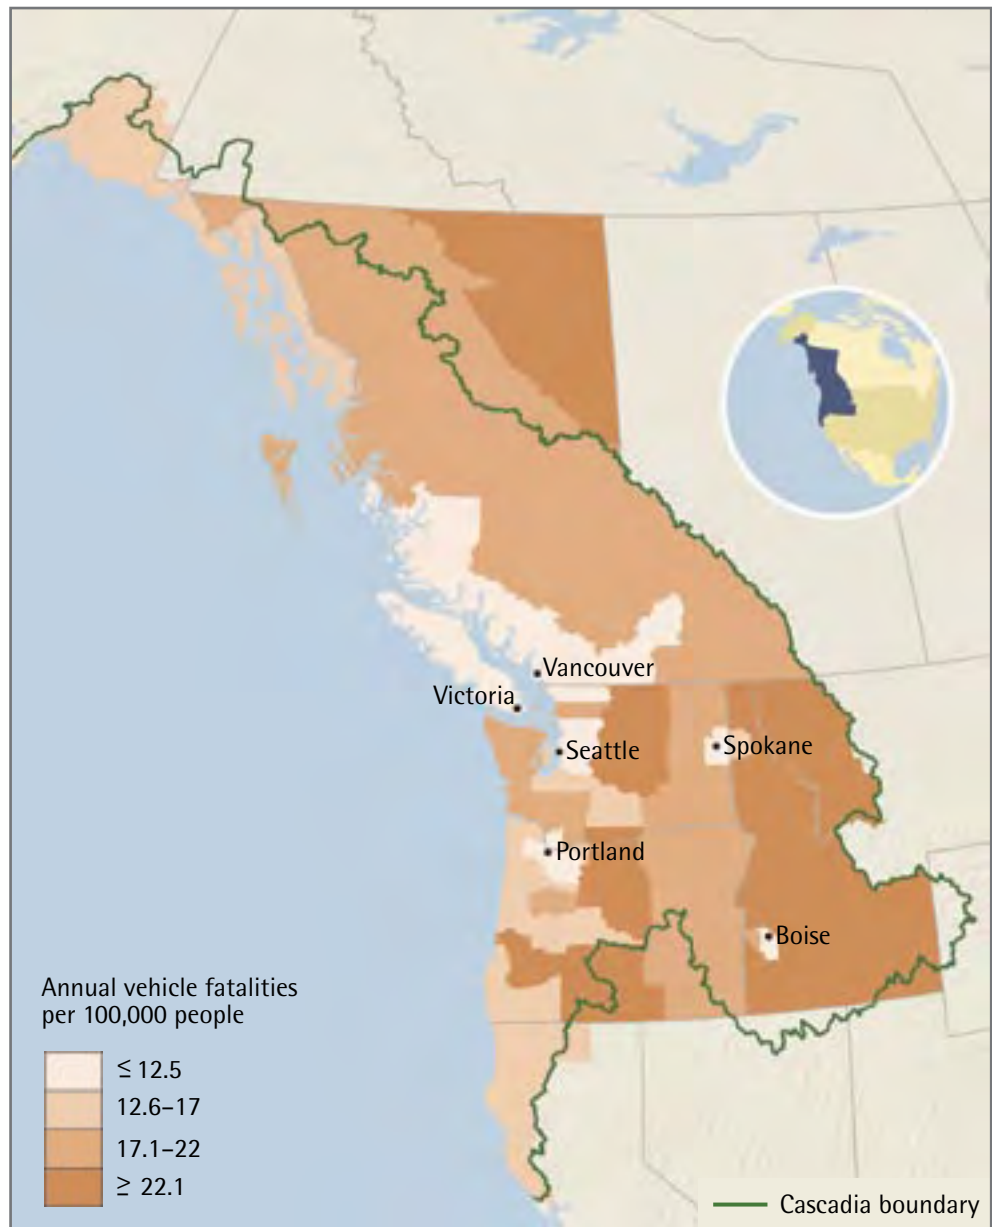 Vancouver
Victoria
Seattle
Spokane
Portland
Boise
Annual vehicle fatalities
per 100,000 people
≤ 12.5
12.6–17
17.1–22
≥ 22.1
Cascadia boundary